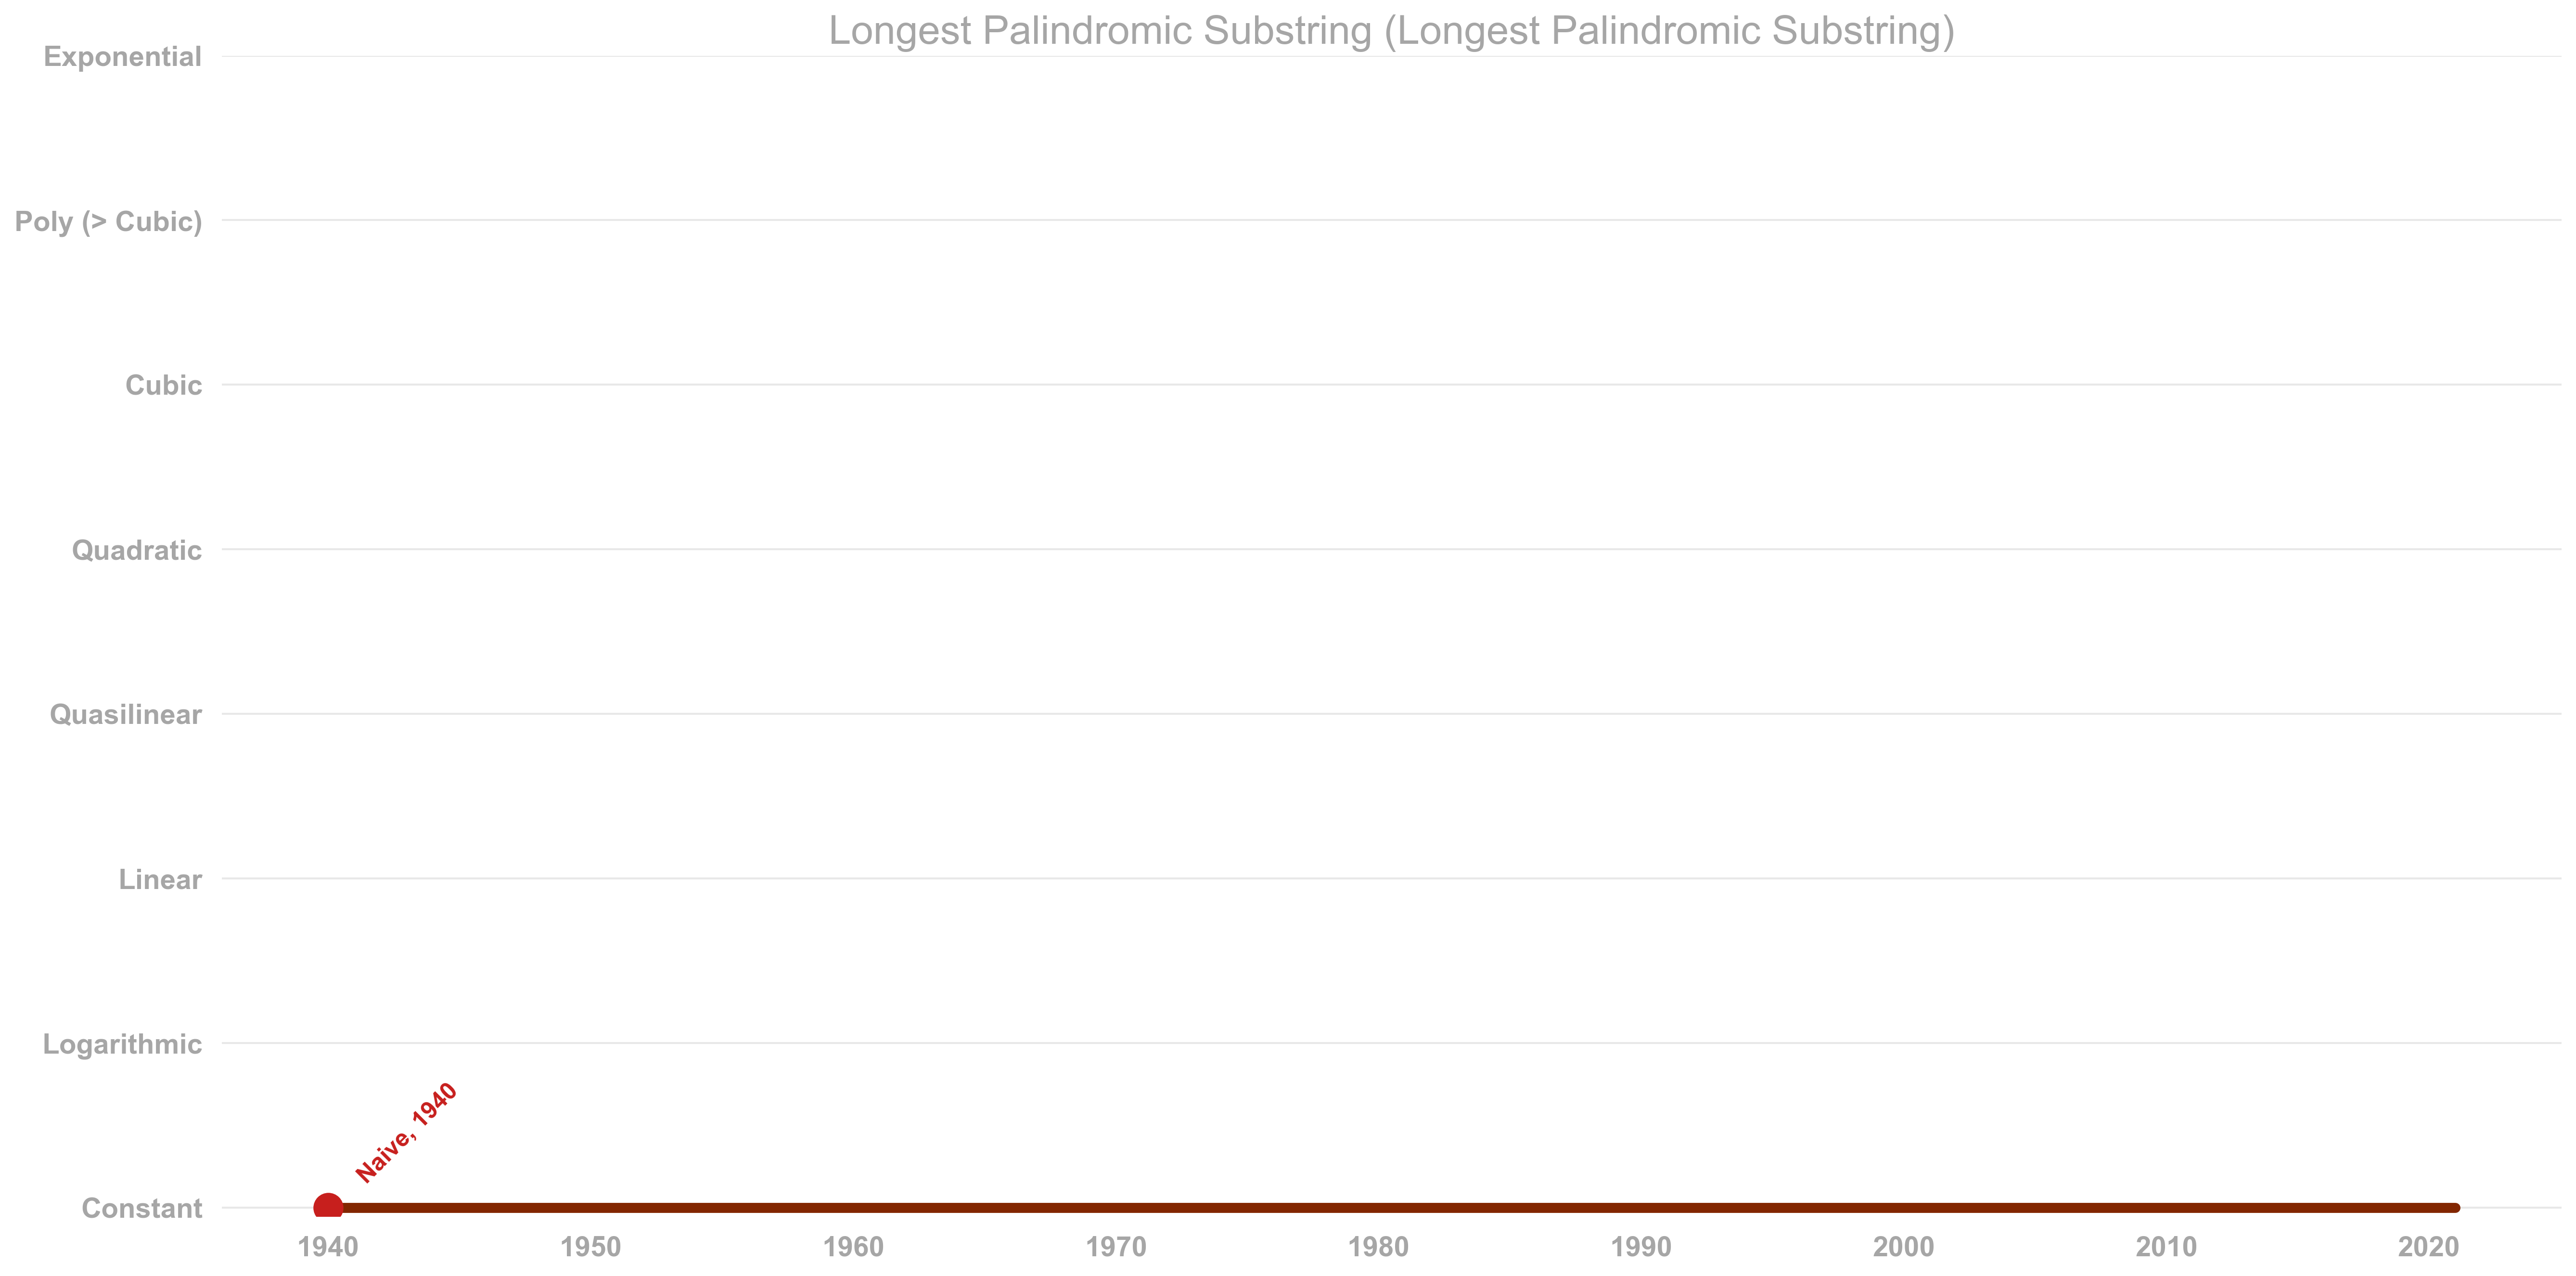 Longest Palindromic Substring (Longest Palindromic Substring)
Exponential
Poly (> Cubic)
Cubic
Quadratic
Quasilinear
Linear
Logarithmic
Naive, 1940
Constant
1940 1950 1960 1970 1980 1990 2000 2010 2020